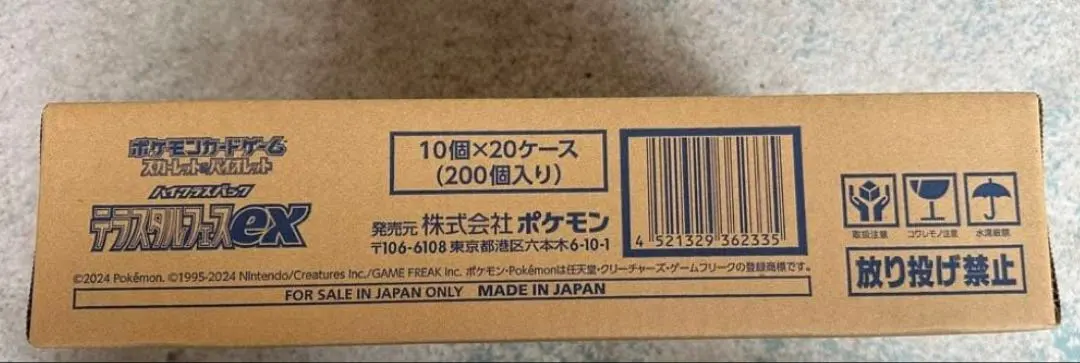 ポケモンカードゲーム
スカーレット&バイオレット
ハイクラスパック
テラスタルフェスex
10個×20ケース
(200個入り)
発売元 株式会社 ポケモン
〒106-6108 東京都港区六本木6-10-1
4 521329 362335
取扱注意
コワレモノ注意
水濡厳禁
放り投げ禁止
©2024 Pokémon. ©1995-2024 Nintendo/Creatures Inc./GAME FREAK inc. ポケモン・Pokémonは任天堂・クリーチャーズ・ゲームフリークの登録商標です。
FOR SALE IN JAPAN ONLY MADE IN JAPAN